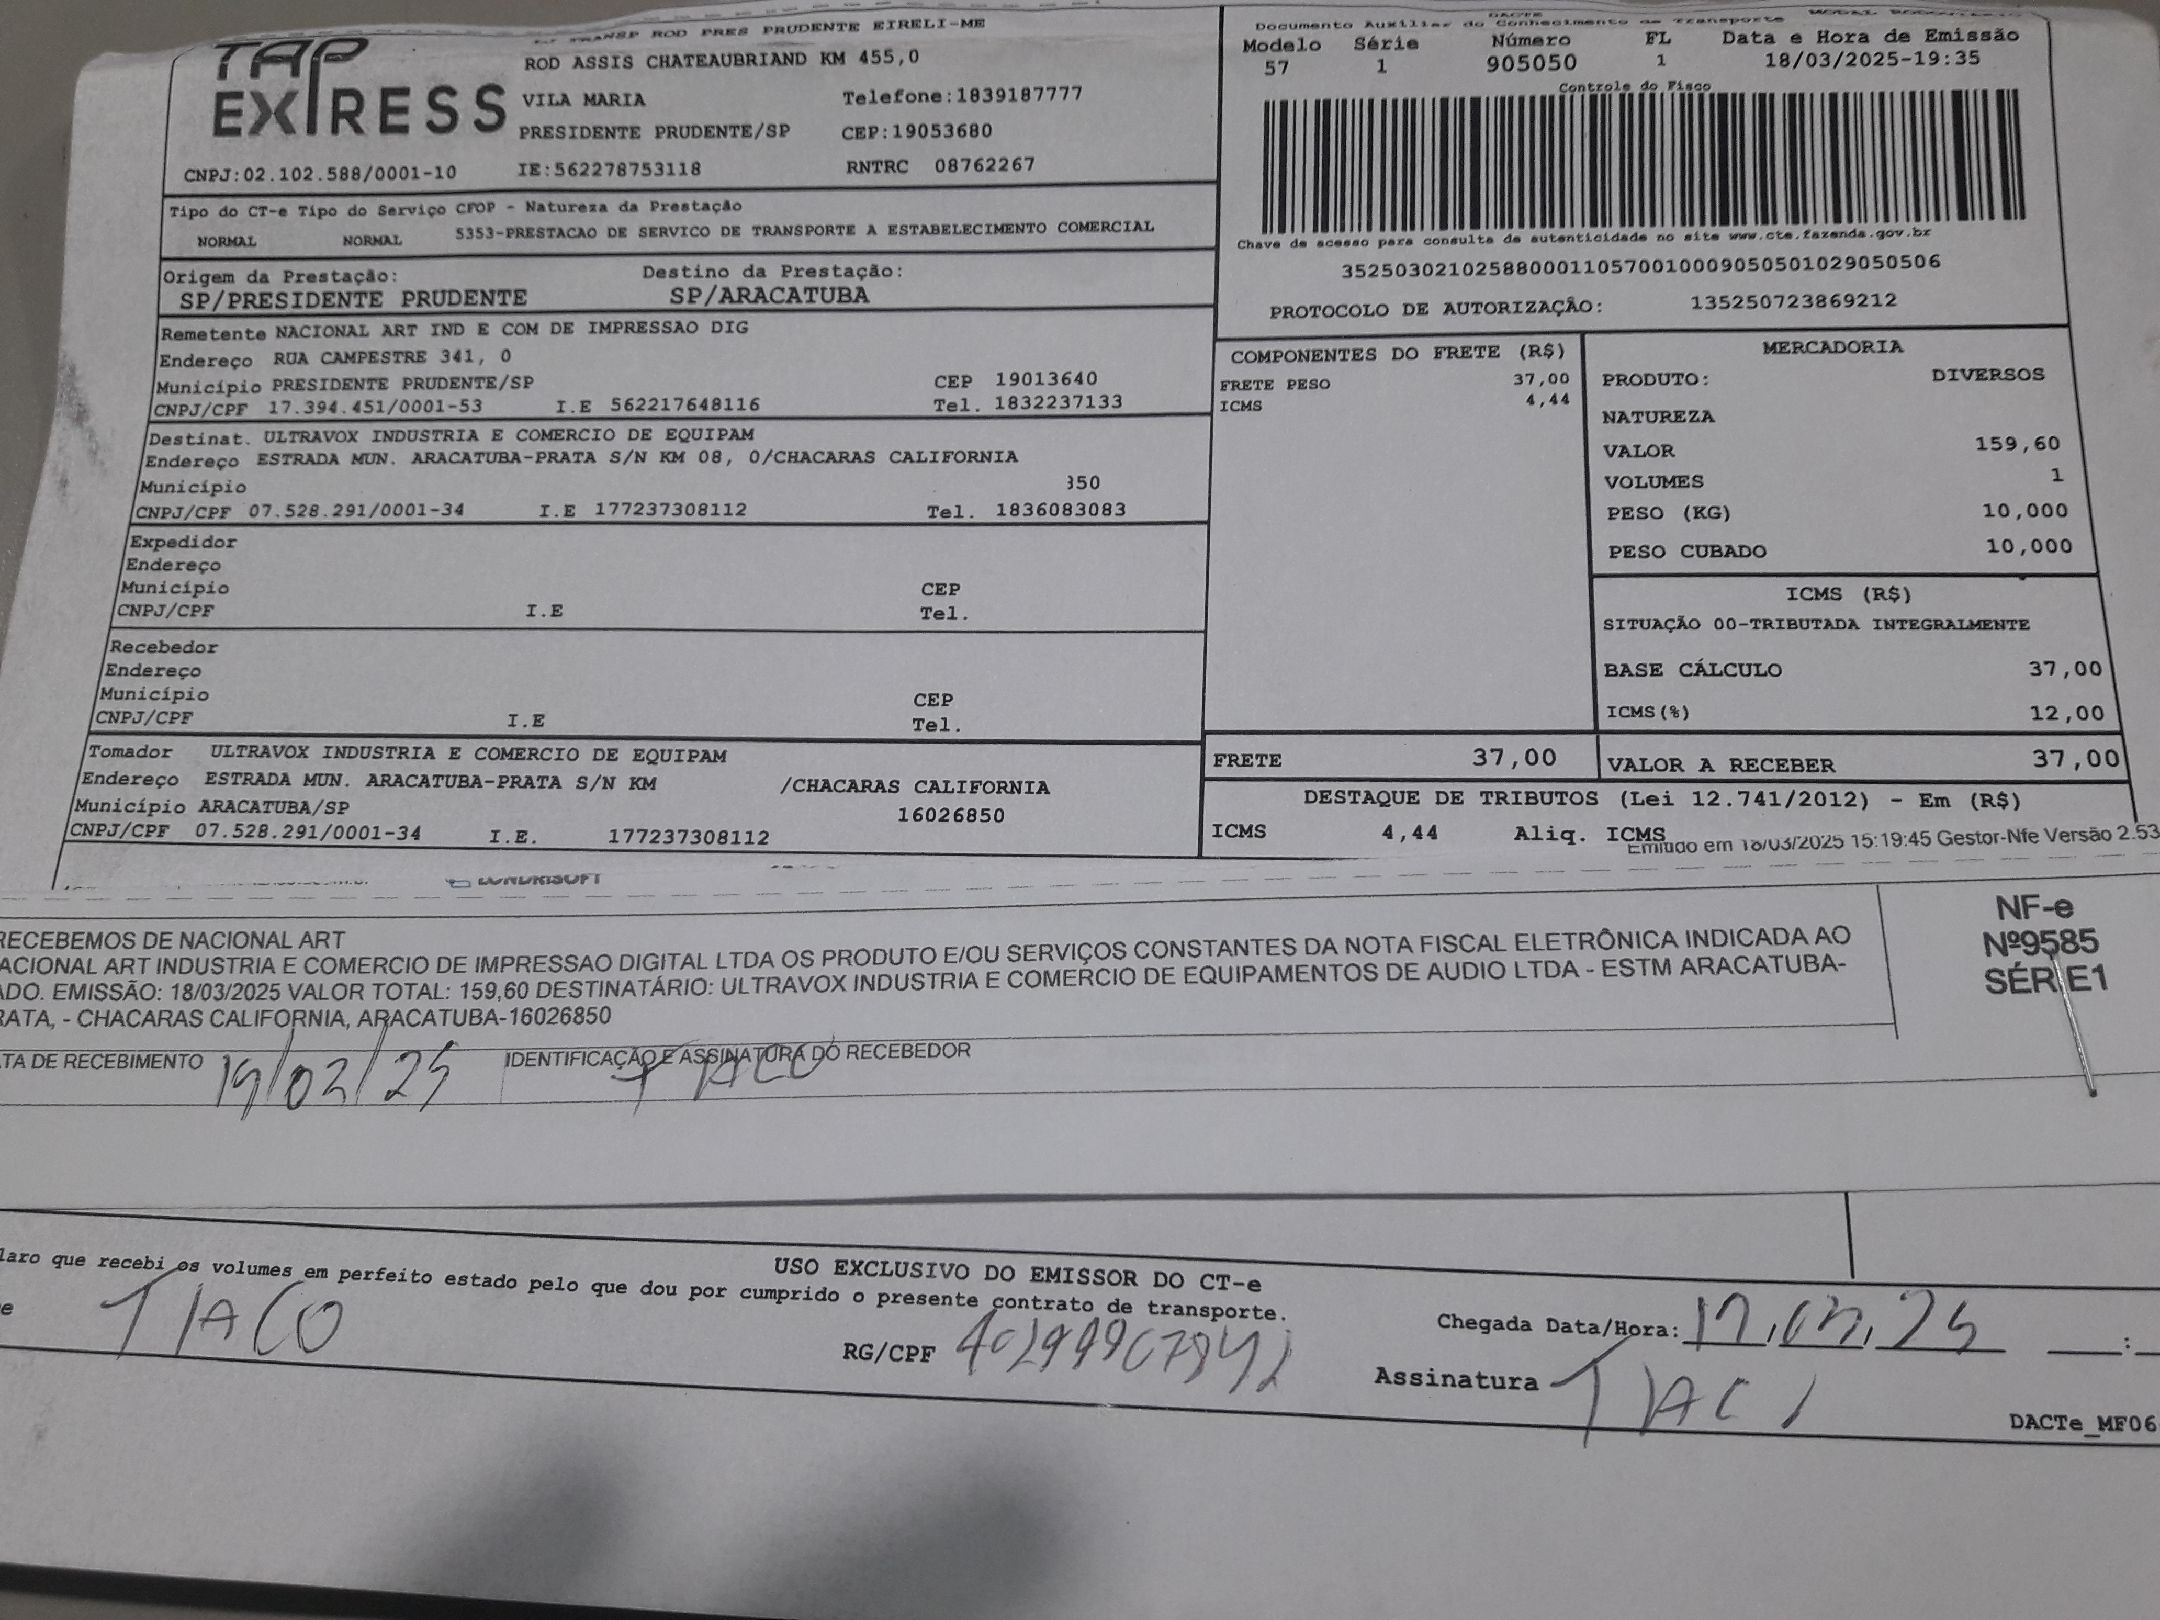 TAP EXPRESS
TRANSP ROD PRES PRUDENTE EIRELI-ME
ROD ASSIS CHATEAUBRIAND KM 455,0
VILA MARIA Telefone:1839187777
PRESIDENTE PRUDENTE/SP CEP:19053680
CNPJ:02.102.588/0001-10 IE:562278753118 RNTRC 08762267
DACTE
Documento Auxiliar do Conhecimento de Transporte
Modelo Série Número FL Data e Hora de Emissão
57 1 905050 1 18/03/2025-19:35
Controle do Fisco
Chave de acesso para consulta de autenticidade no site www.cte.fazenda.gov.br
35250302102588000110570010009050501029050506
PROTOCOLO DE AUTORIZAÇÃO: 135250723869212
Tipo do CT-e Tipo do Serviço CFOP - Natureza da Prestação
NORMAL NORMAL 5353-PRESTACAO DE SERVICO DE TRANSPORTE A ESTABELECIMENTO COMERCIAL
Origem da Prestação: Destino da Prestação:
SP/PRESIDENTE PRUDENTE SP/ARACATUBA
Remetente NACIONAL ART IND E COM DE IMPRESSAO DIG
Endereço RUA CAMPESTRE 341, 0
Município PRESIDENTE PRUDENTE/SP CEP 19013640
CNPJ/CPF 17.394.451/0001-53 I.E 562217648116 Tel. 1832237133
Destinat. ULTRAVOX INDUSTRIA E COMERCIO DE EQUIPAM
Endereço ESTRADA MUN. ARACATUBA-PRATA S/N KM 08, 0/CHACARAS CALIFORNIA
Município 350
CNPJ/CPF 07.528.291/0001-34 I.E 177237308112 Tel. 1836083083
Expedidor
Endereço
Município CEP
CNPJ/CPF I.E Tel.
Recebedor
Endereço
Município CEP
CNPJ/CPF I.E Tel.
Tomador ULTRAVOX INDUSTRIA E COMERCIO DE EQUIPAM
Endereço ESTRADA MUN. ARACATUBA-PRATA S/N KM /CHACARAS CALIFORNIA
Município ARACATUBA/SP 16026850
CNPJ/CPF 07.528.291/0001-34 I.E. 177237308112
COMPONENTES DO FRETE (R$)
FRETE PESO 37,00
ICMS 4,44
MERCADORIA
PRODUTO: DIVERSOS
NATUREZA
VALOR 159,60
VOLUMES 1
PESO (KG) 10,000
PESO CUBADO 10,000
ICMS (R$)
SITUAÇÃO 00-TRIBUTADA INTEGRALMENTE
BASE CÁLCULO 37,00
ICMS(%) 12,00
FRETE 37,00 VALOR A RECEBER 37,00
DESTAQUE DE TRIBUTOS (Lei 12.741/2012) - Em (R$)
ICMS 4,44 Aliq. ICMS
Emitido em 18/03/2025 15:19:45 Gestor-Nfe Versão 2.53
LONDRISOFT
RECEBEMOS DE NACIONAL ART
ACIONAL ART INDUSTRIA E COMERCIO DE IMPRESSAO DIGITAL LTDA OS PRODUTO E/OU SERVIÇOS CONSTANTES DA NOTA FISCAL ELETRÔNICA INDICADA AO
ADO. EMISSÃO: 18/03/2025 VALOR TOTAL: 159,60 DESTINATÁRIO: ULTRAVOX INDUSTRIA E COMERCIO DE EQUIPAMENTOS DE AUDIO LTDA - ESTM ARACATUBA-
RATA, - CHACARAS CALIFORNIA, ARACATUBA-16026850
NF-e
Nº9585
SÉRIE1
ATA DE RECEBIMENTO 19/02/25 IDENTIFICAÇÃO E ASSINATURA DO RECEBEDOR
USO EXCLUSIVO DO EMISSOR DO CT-e
laro que recebi os volumes em perfeito estado pelo que dou por cumprido o presente contrato de transporte.
e TIACO RG/CPF Chegada Data/Hora: :
Assinatura
DACTe_MF06